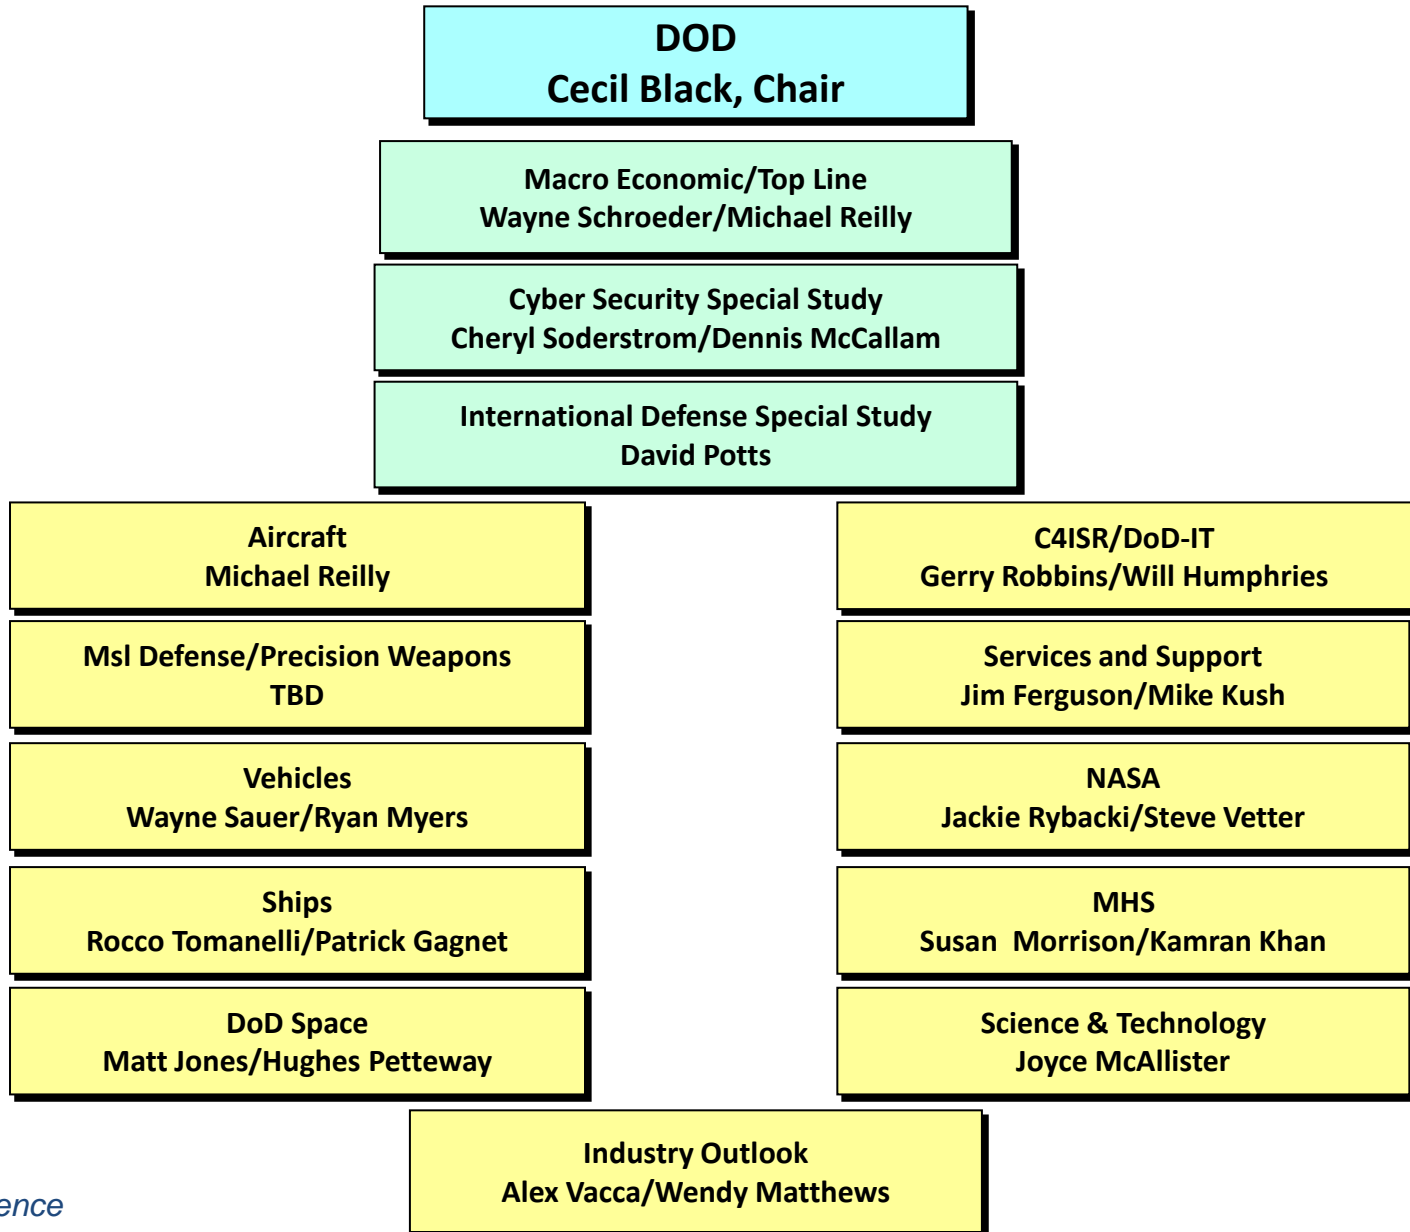 DOD
Cecil Black, Chair
Macro Economic/Top Line
Wayne Schroeder/Michael Reilly
Cyber Security Special Study
Cheryl Soderstrom/Dennis McCallam
International Defense Special Study
David Potts
Aircraft
Michael Reilly
Msl Defense/Precision Weapons
TBD
Vehicles
Wayne Sauer/Ryan Myers
Ships
Rocco Tomanelli/Patrick Gagnet
DoD Space
Matt Jones/Hughes Petteway
C4ISR/DoD-IT
Gerry Robbins/Will Humphries
Services and Support
Jim Ferguson/Mike Kush
NASA
Jackie Rybacki/Steve Vetter
MHS
Susan  Morrison/Kamran Khan
Science & Technology
Joyce McAllister
Industry Outlook
Alex Vacca/Wendy Matthews
ence